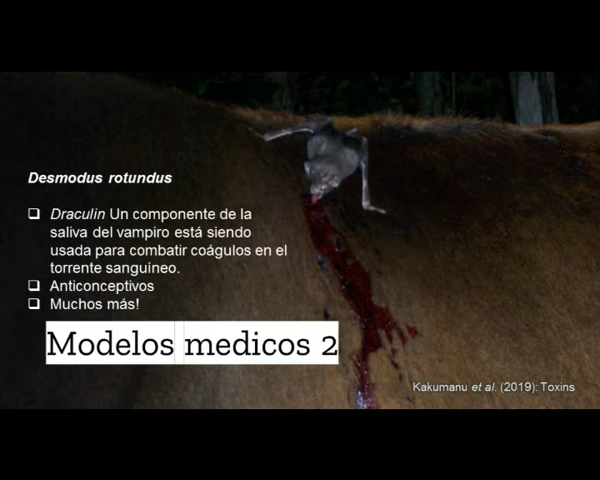 Desmodus rotundus
❑ Draculin Un componente de la
saliva del vampiro está siendo
usada para combatir coágulos en el
torrente sanguíneo.
❑ Anticonceptivos
❑ Muchos más!
Modelos medicos 2
Kakumanu et al. (2019): Toxins